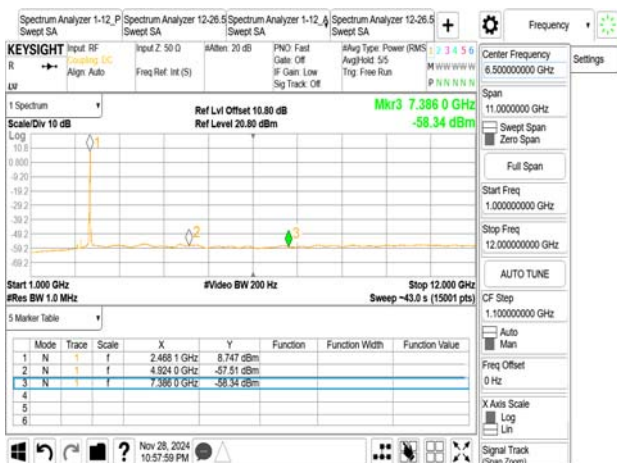 Spectrum Analyzer 1-12_P
Swept SA
Spectrum Analyzer 12-26.5
Swept SA
Spectrum Analyzer 1-12_A
Swept SA
Spectrum Analyzer 12-26.5
Swept SA
+
Frequency
KEYSIGHT
R
Input: RF
Coupling: DC
Align: Auto
Input Z: 50 Ω
Freq Ref: Int (S)
#Atten: 20 dB
PNO: Fast
Gate: Off
IF Gain: Low
Sig Track: Off
#Avg Type: Power (RMS
Avg|Hold: 5/5
Trig: Free Run
1 2 3 4 5 6
M W W W W W
P N N N N N
1 Spectrum
Scale/Div 10 dB
Ref Lvl Offset 10.80 dB
Ref Level 20.80 dBm
Mkr3 7.386 0 GHz
-58.34 dBm
Log
10.8
0.800
-9.20
-19.2
-29.2
-39.2
-49.2
-59.2
-69.2
1
2
3
Start 1.000 GHz
#Video BW 200 Hz
Stop 12.000 GHz
#Res BW 1.0 MHz
Sweep ~43.0 s (15001 pts)
5 Marker Table
Mode Trace Scale X Y Function Function Width Function Value
1 N 1 f 2.468 1 GHz 8.747 dBm
2 N 1 f 4.924 0 GHz -57.51 dBm
3 N 1 f 7.386 0 GHz -58.34 dBm
4
5
6
Nov 28, 2024
10:57:59 PM
?
Center Frequency
6.500000000 GHz
Settings
Span
11.0000000 GHz
Swept Span
Zero Span
Full Span
Start Freq
1.000000000 GHz
Stop Freq
12.000000000 GHz
AUTO TUNE
CF Step
1.100000000 GHz
Auto
Man
Freq Offset
0 Hz
X Axis Scale
Log
Lin
Signal Track
(Span Zoom)